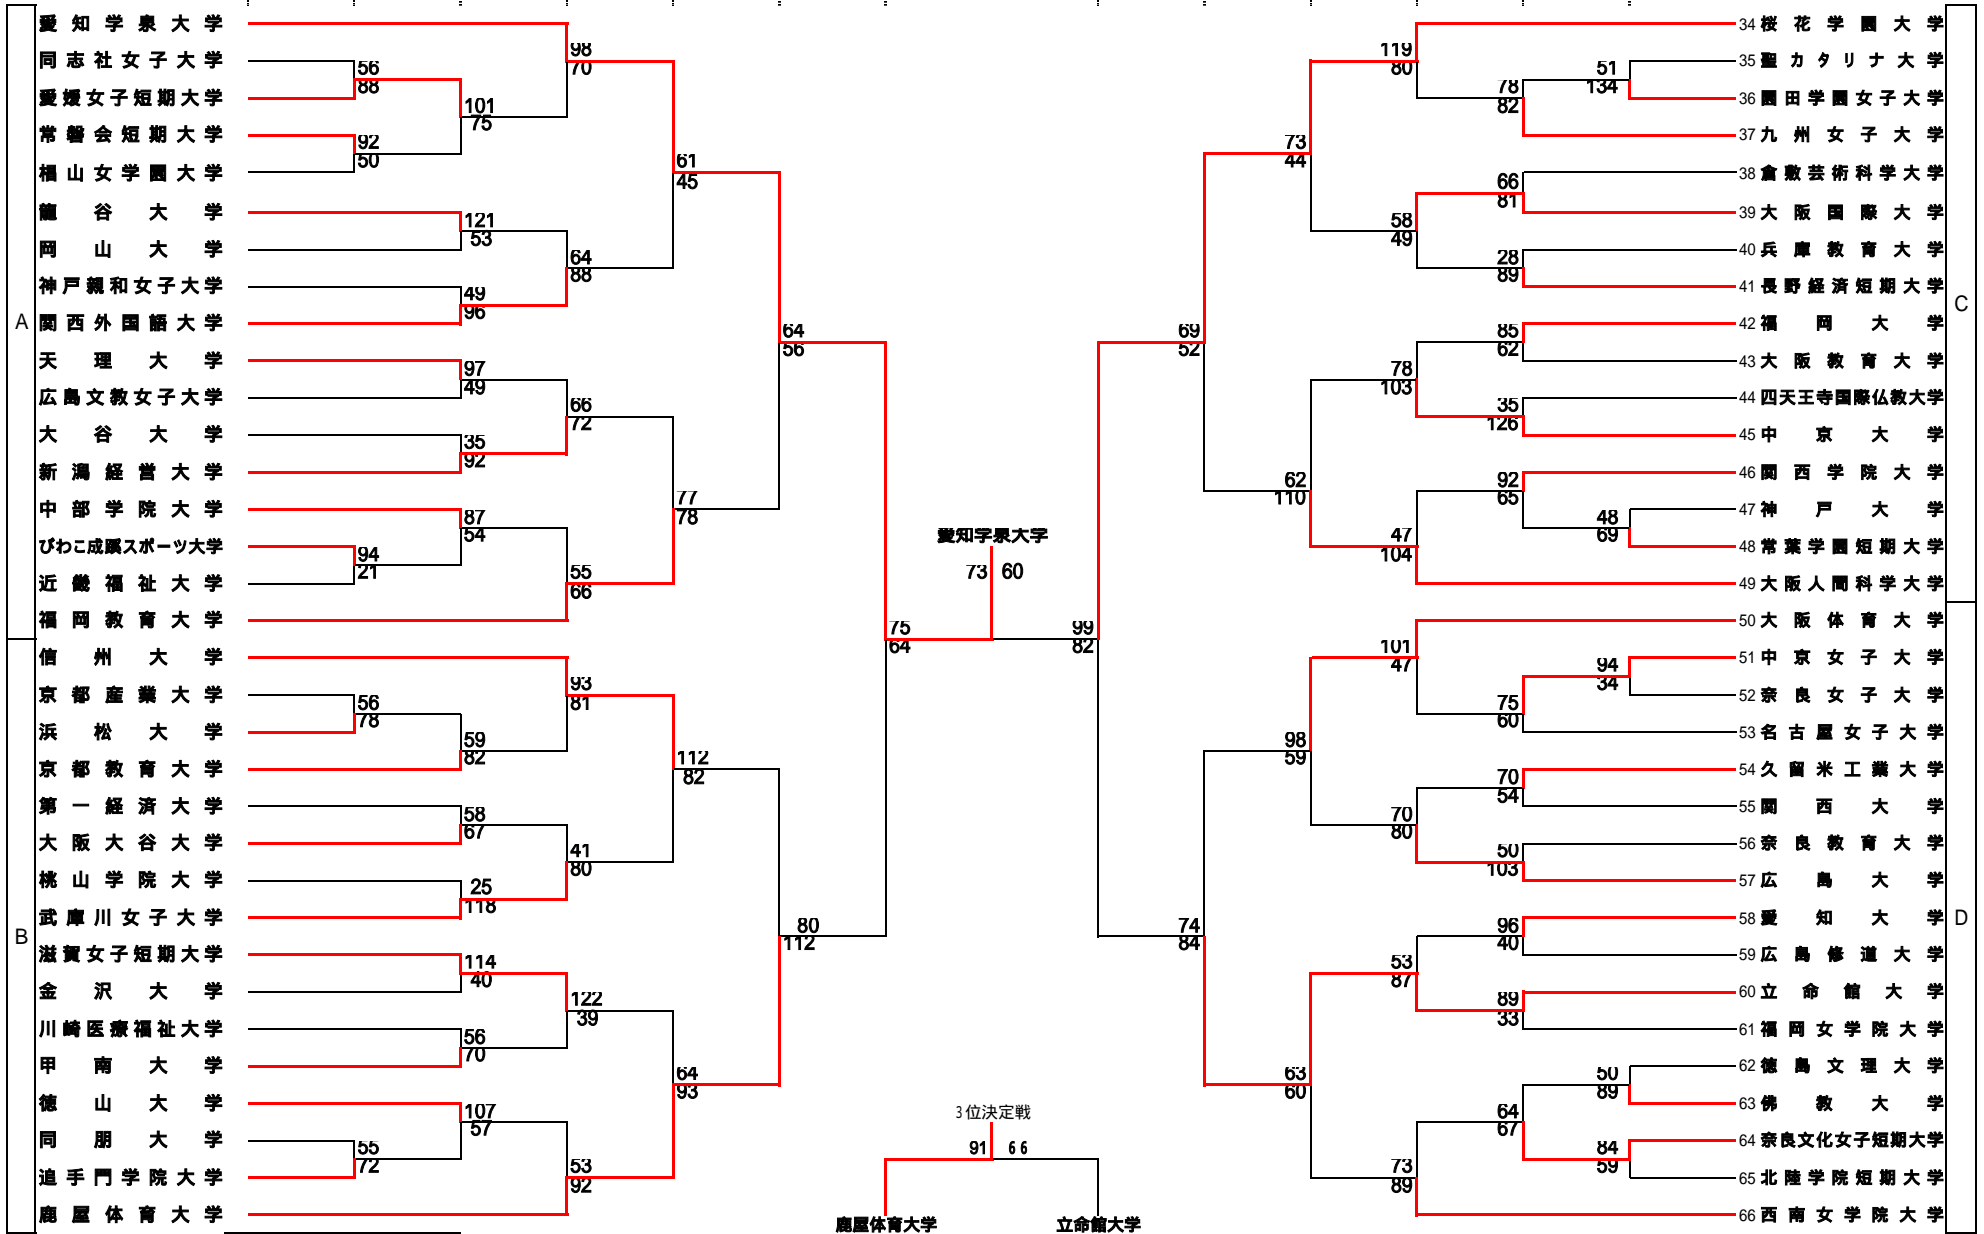 A
愛知学泉大学
同志社女子大学
愛媛女子短期大学
常磐会短期大学
椙山女学園大学
龍谷大学
岡山大学
神戸親和女子大学
関西外国語大学
天理大学
広島文教女子大学
大谷大学
新潟経営大学
中部学院大学
びわこ成蹊スポーツ大学
近畿福祉大学
福岡教育大学
B
信州大学
京都産業大学
浜松大学
京都教育大学
第一経済大学
大阪大谷大学
桃山学院大学
武庫川女子大学
滋賀女子短期大学
金沢大学
川崎医療福祉大学
甲南大学
徳山大学
同朋大学
追手門学院大学
鹿屋体育大学
56
88
92
50
94
21
56
78
55
72
101
75
121
53
49
96
97
49
35
92
87
54
59
82
58
67
25
118
114
40
56
70
107
57
98
70
64
88
66
72
55
66
93
81
41
80
122
39
53
92
61
45
77
78
112
82
64
93
64
56
80
112
75
64
愛知学泉大学
73 60
99
82
3位決定戦
91 66
鹿屋体育大学
立命館大学
69
52
74
84
73
44
62
110
98
59
63
60
119
80
58
49
78
103
47
104
101
47
70
80
53
87
73
89
78
82
66
81
28
89
85
62
35
126
92
65
75
60
70
54
50
103
96
40
89
33
64
67
51
134
48
69
94
34
50
89
84
59
C
34 桜花学園大学
35 聖カタリナ大学
36 園田学園女子大学
37 九州女子大学
38 倉敷芸術科学大学
39 大阪国際大学
40 兵庫教育大学
41 長野経済短期大学
42 福岡大学
43 大阪教育大学
44 四天王寺国際仏教大学
45 中京大学
46 関西学院大学
47 神戸大学
48 常葉学園短期大学
49 大阪人間科学大学
D
50 大阪体育大学
51 中京女子大学
52 奈良女子大学
53 名古屋女子大学
54 久留米工業大学
55 関西大学
56 奈良教育大学
57 広島大学
58 愛知大学
59 広島修道大学
60 立命館大学
61 福岡女学院大学
62 徳島文理大学
63 佛教大学
64 奈良文化女子短期大学
65 北陸学院短期大学
66 西南女学院大学